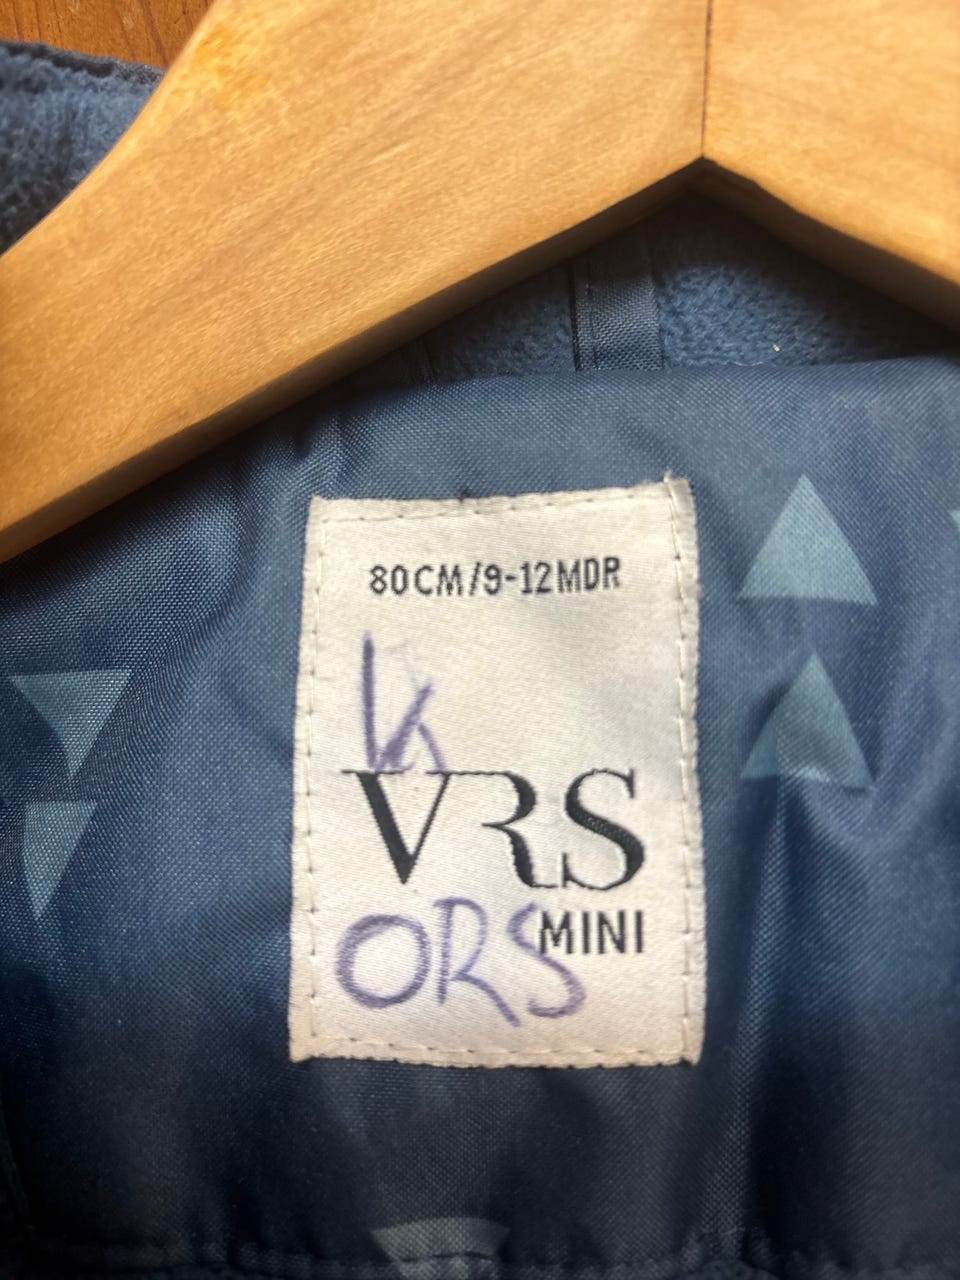 80CM/9-12MDR
K
VRS
MINI
ORS